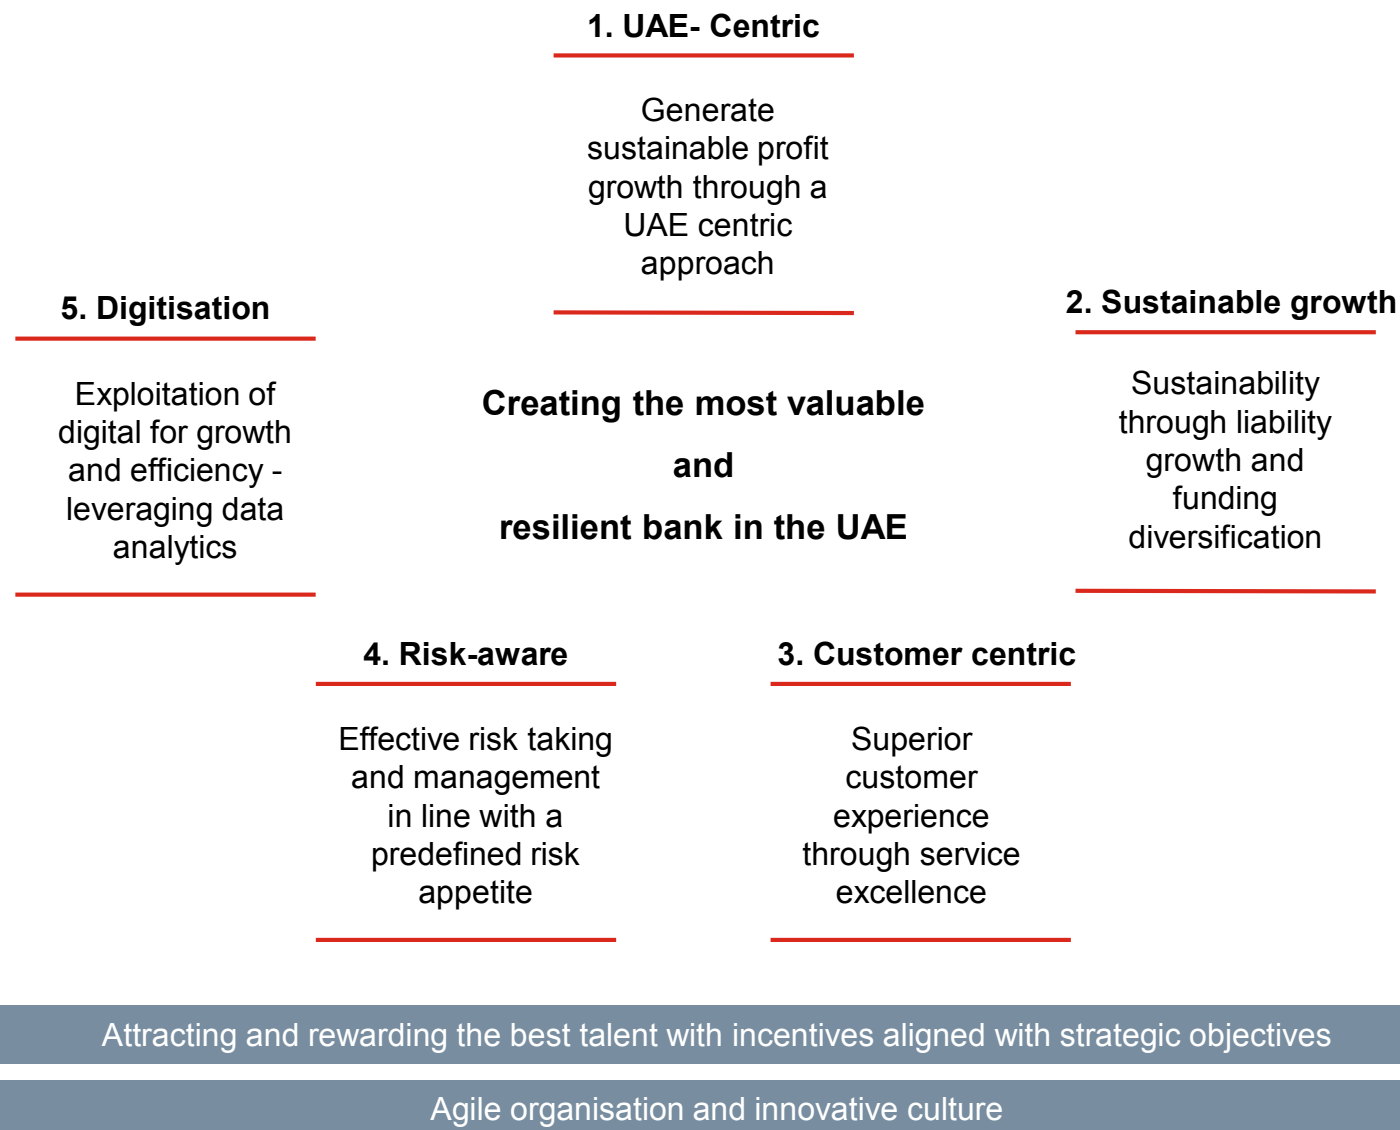 1. UAE- Centric
Generate
sustainable profit
growth through a
UAE centric
approach
2. Sustainable growth
Sustainability
through liability
growth and
funding
diversification
5. Digitisation
Exploitation of
digital for growth
and efficiency -
leveraging data
analytics
Creating the most valuable
and
resilient bank in the UAE
4. Risk-aware
Effective risk taking
and management
in line with a
predefined risk
appetite
3. Customer centric
Superior
customer
experience
through service
excellence
Attracting and rewarding the best talent with incentives aligned with strategic objectives
Agile organisation and innovative culture